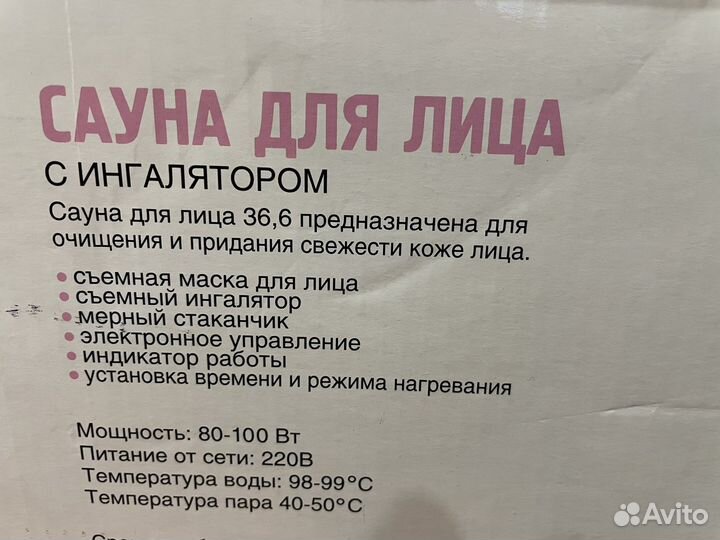 САУНА ДЛЯ ЛИЦА
С ИНГАЛЯТОРОМ
Сауна для лица 36,6 предназначена для
очищения и придания свежести коже лица.
• съемная маска для лица
• съемный ингалятор
• мерный стаканчик
• электронное управление
• индикатор работы
• установка времени и режима нагревания
Мощность: 80-100 Вт
Питание от сети: 220В
Температура воды: 98-99°С
Температура пара 40-50°С
Avito